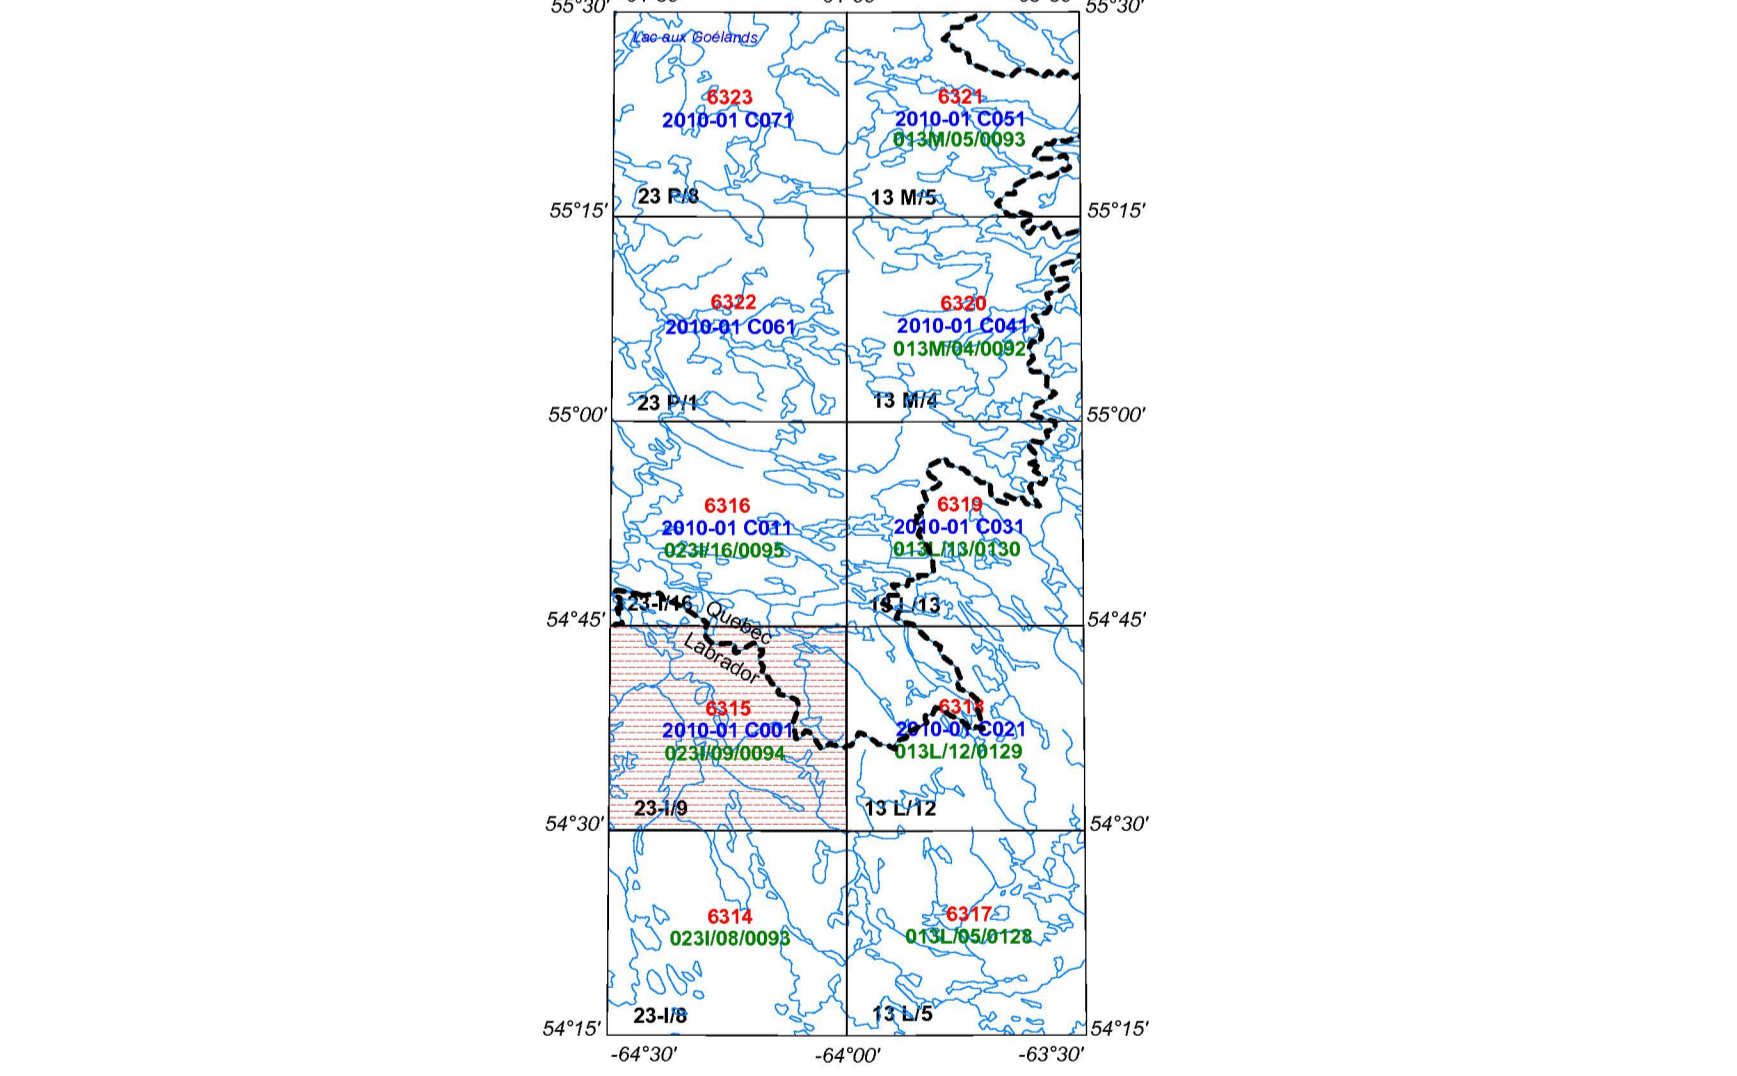 55°30'
55°30'
Lac aux Goélands
6323
2010-01 C071
23 P/8
6321
2010-01 C051
013M/05/0093
13 M/5
55°15'
55°15'
6322
2010-01 C061
23 P/1
6320
2010-01 C041
013M/04/0092
13 M/4
55°00'
55°00'
6316
2010-01 C011
023I/16/0095
23-I/16
6319
2010-01 C031
013L/13/0130
13 L/13
Quebec
Labrador
54°45'
54°45'
6315
2010-01 C001
023I/09/0094
23-I/9
6318
2010-01 C021
013L/12/0129
13 L/12
54°30'
54°30'
6314
023I/08/0093
23-I/8
6317
013L/05/0128
13 L/5
54°15'
54°15'
-64°30'
-64°00'
-63°30'